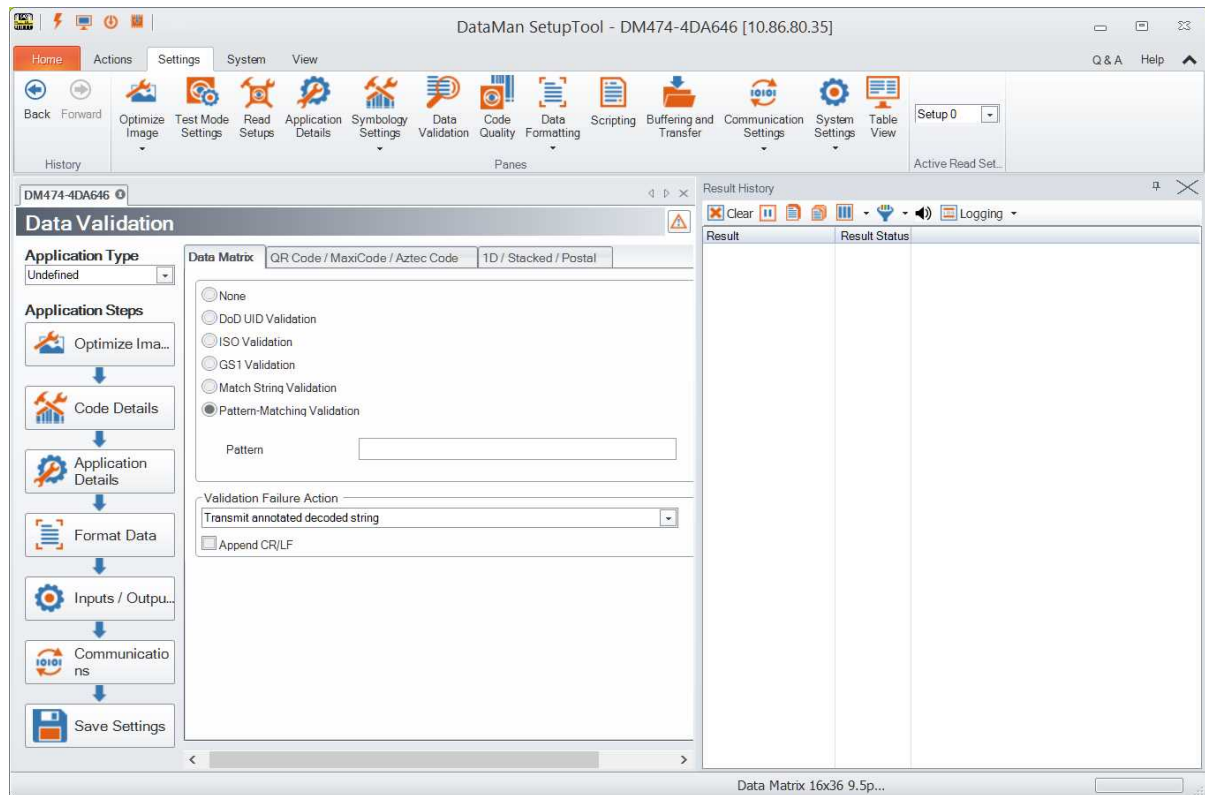 DataMan SetupTool - DM474-4DA646 [10.86.80.35]
Home Actions Settings System View Q & A Help
Back Forward
Optimize Image
Test Mode Settings
Read Setups
Application Details
Symbology Settings
Data Validation
Code Quality
Data Formatting
Scripting
Buffering and Transfer
Communication Settings
System Settings
Table View
Setup 0
History
Panes
Active Read Set...
DM474-4DA646
Data Validation
Application Type
Undefined
Application Steps
Optimize Ima...
Code Details
Application
Details
Format Data
Inputs / Outpu...
Communicatio
ns
Save Settings
Data Matrix QR Code / MaxiCode / Aztec Code 1D / Stacked / Postal
None
DoD UID Validation
ISO Validation
GS1 Validation
Match String Validation
Pattern-Matching Validation
Pattern
Validation Failure Action
Transmit annotated decoded string
Append CR/LF
Result History
Clear Logging
Result Result Status
Data Matrix 16x36 9.5p...